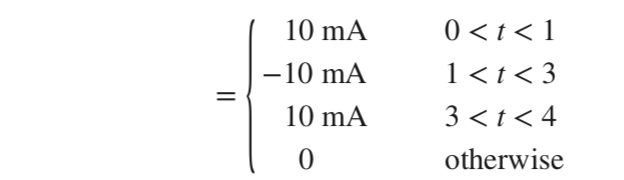 10 mA 0 < t < 1
−10 mA 1 < t < 3
=
10 mA 3 < t < 4
0 otherwise